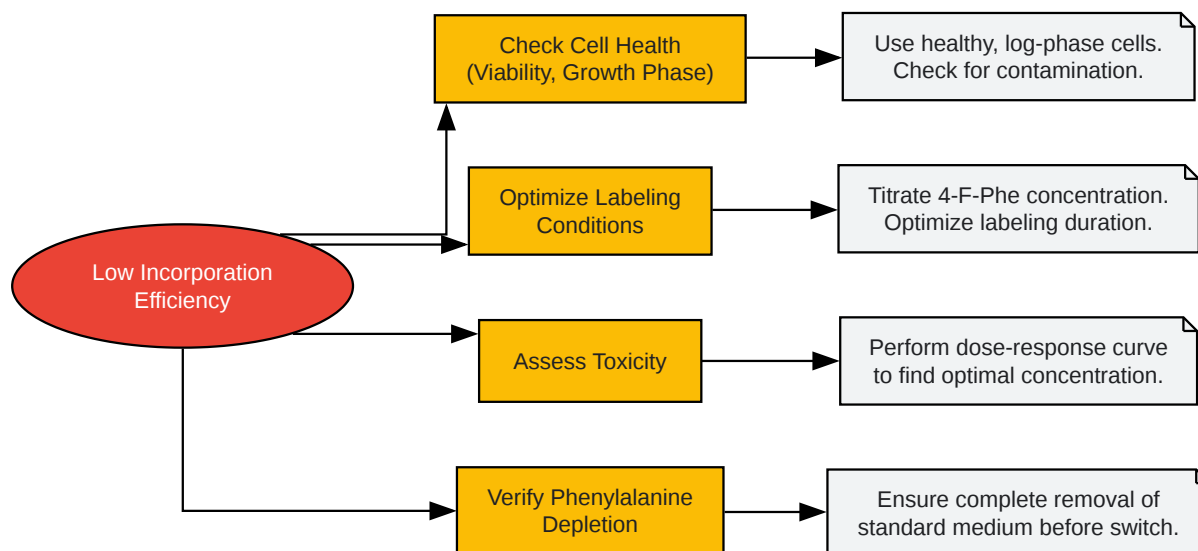 Check Cell Health
(Viability, Growth Phase)
Use healthy, log-phase cells.
Check for contamination.
Optimize Labeling
Conditions
Titrate 4-F-Phe concentration.
Optimize labeling duration.
Low Incorporation
Efficiency
Assess Toxicity
Perform dose-response curve
to find optimal concentration.
Verify Phenylalanine
Depletion
Ensure complete removal of
standard medium before switch.